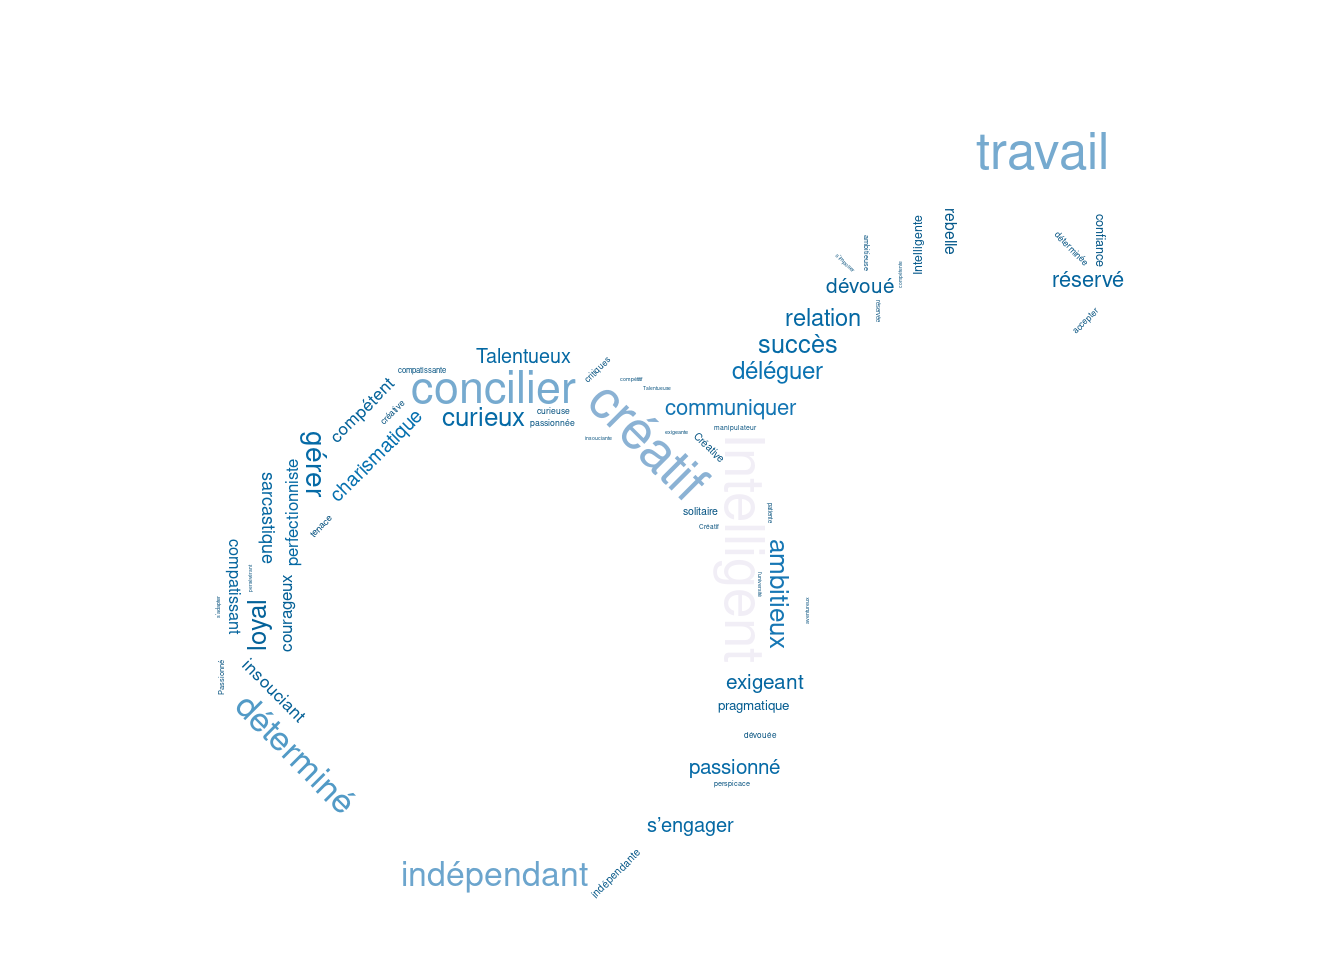 travail
rebelle
confiance
Intelligente
déterminée
ambitieuse
s'imposer
compétente
réservé
dévoué
réservée
accepter
relation
succès
Talentueux
déléguer
critiques
compatissante
concilier
Talentueuse
compétent
créative
créatif
communiquer
curieux
curieuse
passionnée
charismatique
manipulateur
exigeante
insouciante
Créative
gérer
Intelligent
perfectionniste
sarcastique
tenace
solitaire
patiente
Créatif
compatissant
ambitieux
persévérant
l'université
s'adapter
loyal
courageux
aventureux
Passionné
insouciant
exigeant
pragmatique
déterminé
dévouée
passionné
perspicace
s'engager
indépendant
indépendante